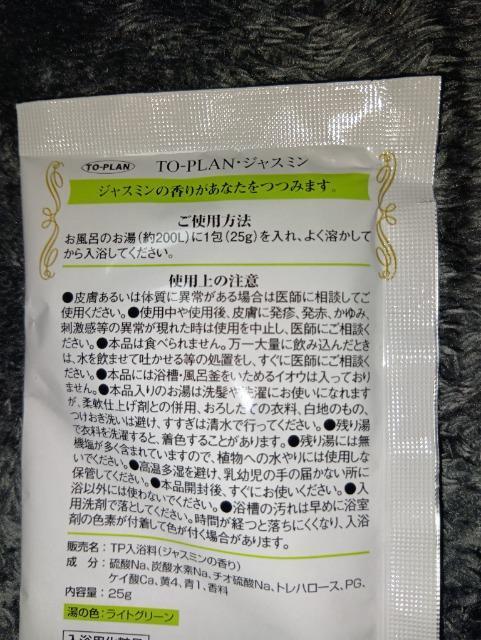 TO-PLAN
TO-PLAN・ジャスミン
ジャスミンの香りがあなたをつつみます。
ご使用方法
お風呂のお湯(約200L)に1包(25g)を入れ、よく溶かして
から入浴してください。
使用上の注意
●皮膚あるいは体質に異常がある場合は医師に相談してご
使用ください。●使用中や使用後、皮膚に発疹、発赤、かゆみ、
刺激感等の異常が現れた時は使用を中止し、医師にご相談く
ださい。●本品は食べられません。万一大量に飲み込んだとき
は、水を飲ませて吐かせる等の処置をし、すぐに医師にご相談く
ださい。●本品には浴槽・風呂釜をいためるイオウは入っており
ません。●本品入りのお湯は洗髪や洗濯にお使いになれます
が、柔軟仕上げ剤との併用、おろしたての衣料、白地のもの、
つけおき洗いは避け、すすぎは清水で行ってください。●残り湯
で衣料を洗濯すると、着色することがあります。●残り湯には無
機塩が多く含まれていますので、植物への水やりには使用しな
いでください。●高温多湿を避け、乳幼児の手の届かない所に
保管してください。●本品開封後、すぐにお使いください。●入
浴以外には使わないでください。●浴槽の汚れは早めに浴室
用洗剤で落としてください。時間が経つと落ちにくくなり、入浴
剤の色素が付着して色が付く場合があります。
販売名：TP入浴料(ジャスミンの香り)
成 分：硫酸Na、炭酸水素Na、チオ硫酸Na、トレハロース、PG、
ケイ酸Ca、黄4、青1、香料
内容量：25g
湯の色：ライトグリーン
入浴用化粧品